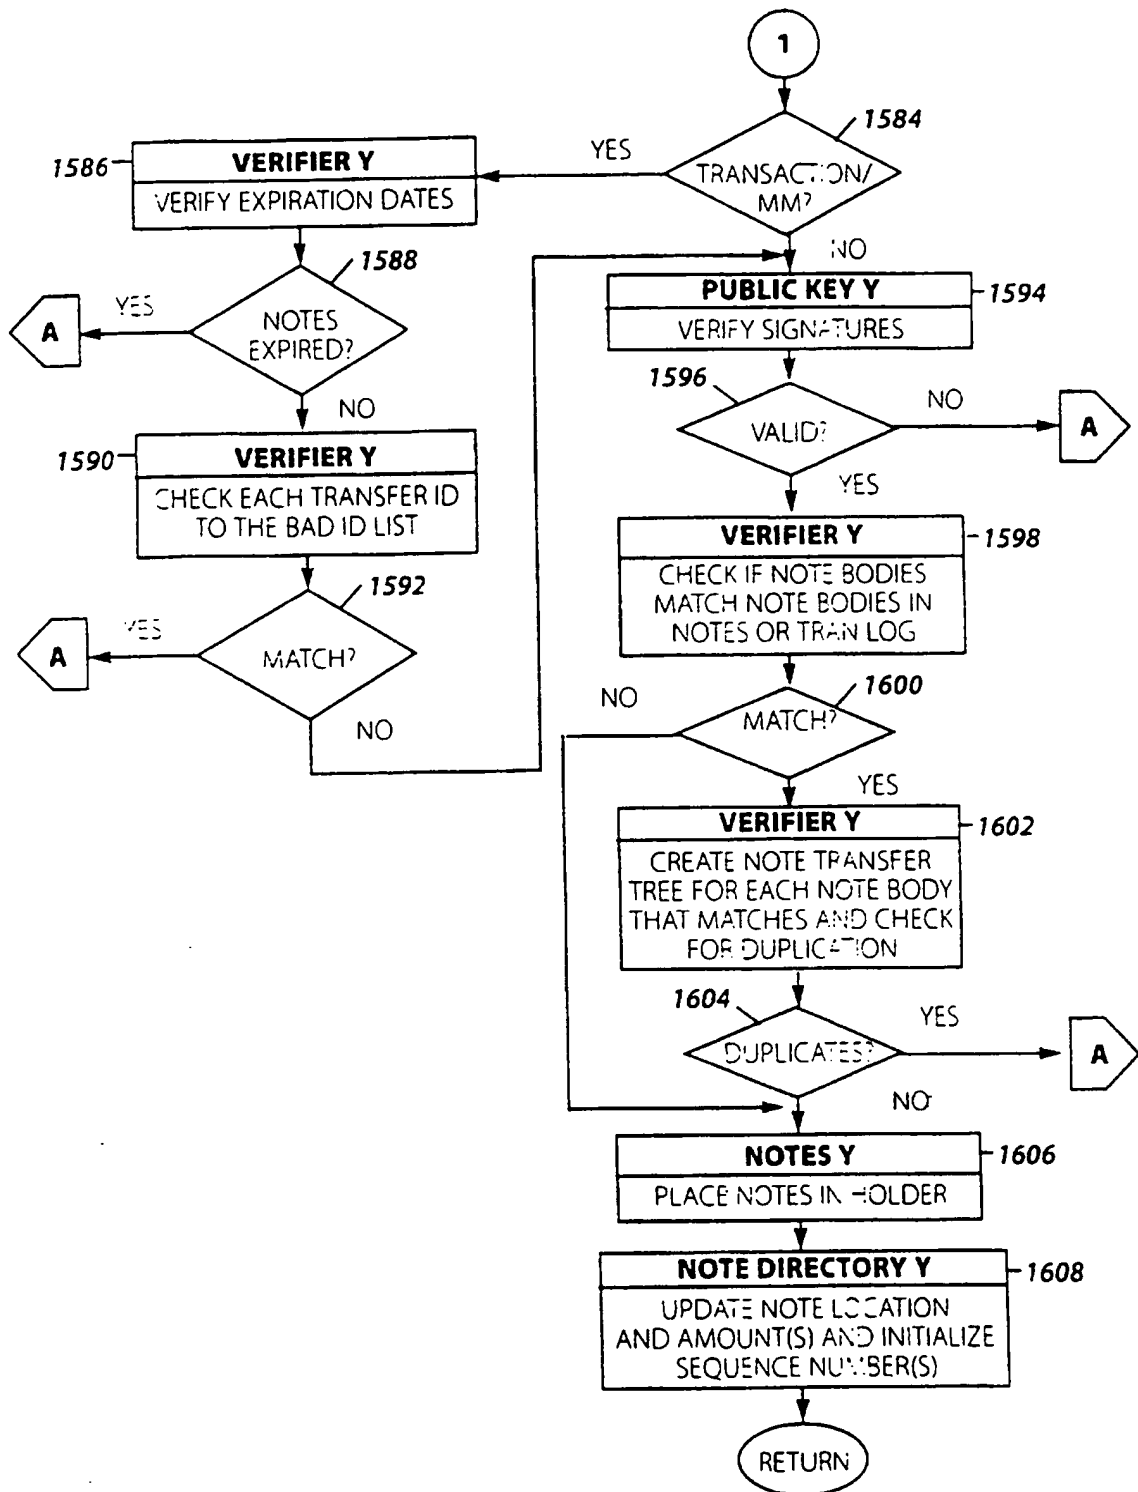 1
1584
TRANSACTION/
MM?
YES
NO
1586
VERIFIER Y
VERIFY EXPIRATION DATES
1588
NOTES
EXPIRED?
YES
A
NO
1590
VERIFIER Y
CHECK EACH TRANSFER ID
TO THE BAD ID LIST
1592
MATCH?
YES
A
NO
PUBLIC KEY Y
1594
VERIFY SIGNATURES
1596
VALID?
NO
A
YES
VERIFIER Y
1598
CHECK IF NOTE BODIES
MATCH NOTE BODIES IN
NOTES OR TRAN LOG
1600
MATCH?
NO
YES
VERIFIER Y
1602
CREATE NOTE TRANSFER
TREE FOR EACH NOTE BODY
THAT MATCHES AND CHECK
FOR DUPLICATION
1604
DUPLICATES?
YES
A
NO
NOTES Y
1606
PLACE NOTES IN HOLDER
NOTE DIRECTORY Y
1608
UPDATE NOTE LOCATION
AND AMOUNT(S) AND INITIALIZE
SEQUENCE NUMBER(S)
RETURN